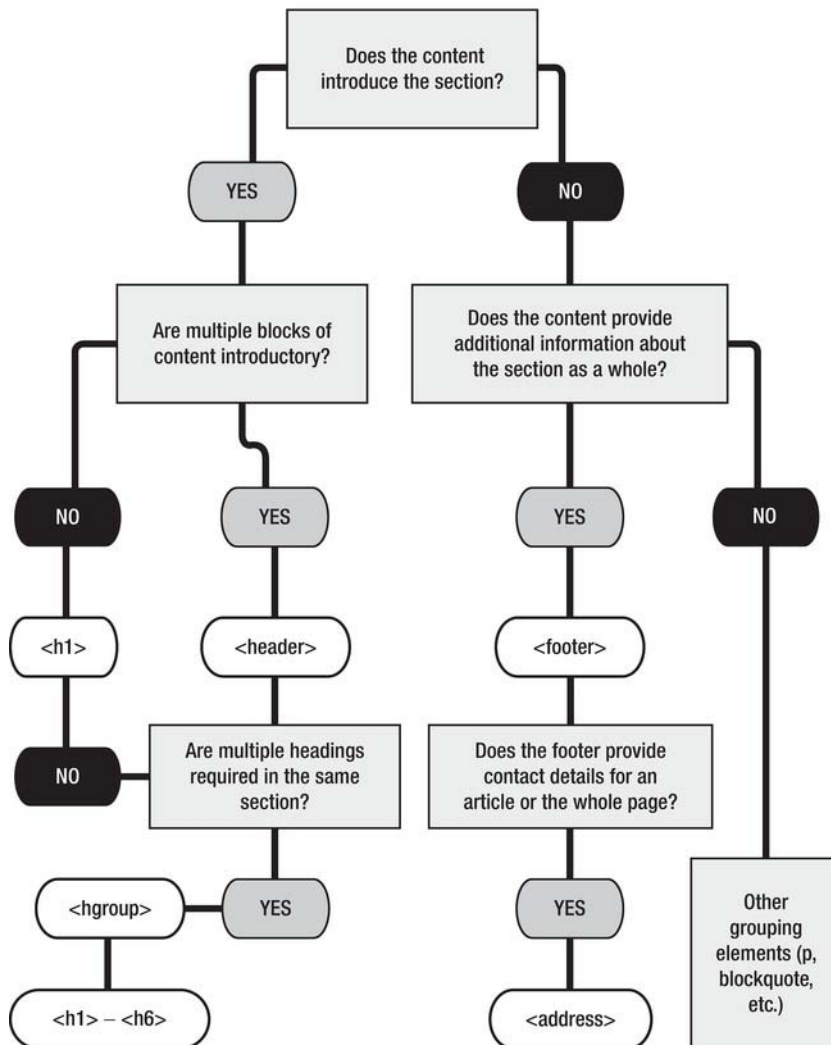 Does the content
introduce the section?
YES
NO
Are multiple blocks of
content introductory?
Does the content provide
additional information about
the section as a whole?
NO
YES
YES
NO
<h1>
<header>
<footer>
NO
Are multiple headings
required in the same
section?
Does the footer provide
contact details for an
article or the whole page?
<hgroup>
YES
YES
Other
grouping
elements (p,
blockquote,
etc.)
<h1> – <h6>
<address>